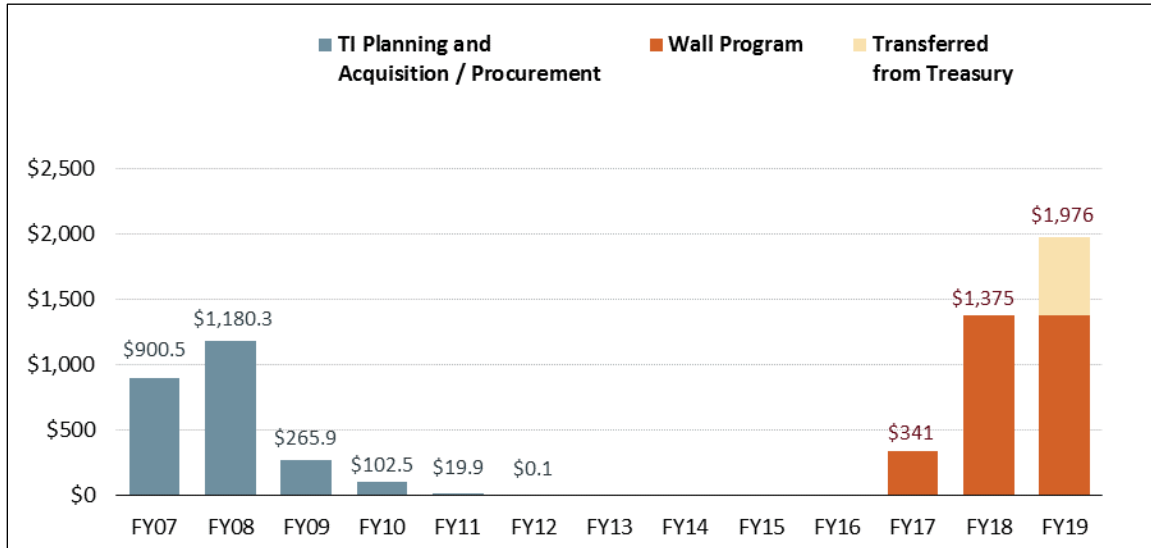 TI Planning and
Acquisition / Procurement
Wall Program
Transferred
from Treasury
$2,500
$2,000
$1,500
$1,000
$500
$0
$900.5
$1,180.3
$265.9
$102.5
$19.9
$0.1
$341
$1,375
$1,976
FY07 FY08 FY09 FY10 FY11 FY12 FY13 FY14 FY15 FY16 FY17 FY18 FY19